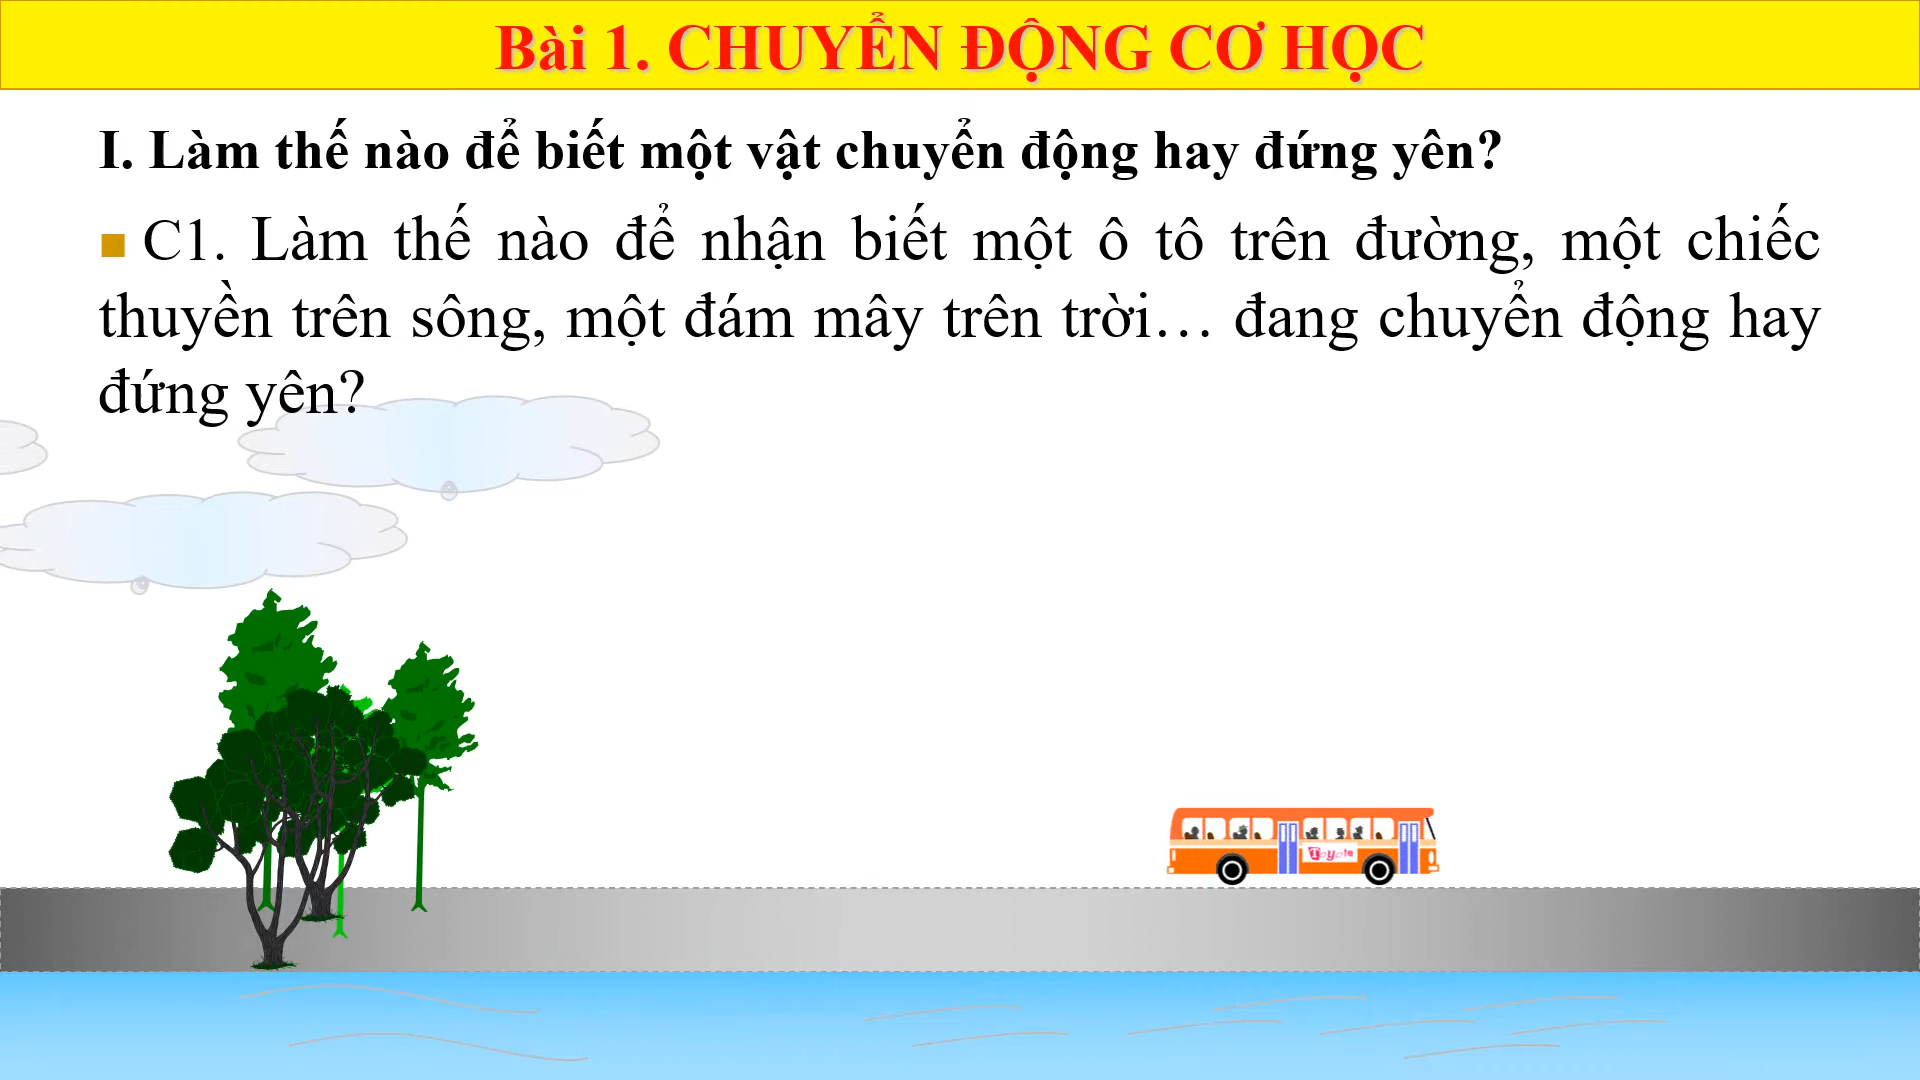 Bài 1. CHUYỂN ĐỘNG CƠ HỌC
I. Làm thế nào để biết một vật chuyển động hay đứng yên?
C1. Làm thế nào để nhận biết một ô tô trên đường, một chiếc
thuyền trên sông, một đám mây trên trời… đang chuyển động hay
đứng yên?
Toyota